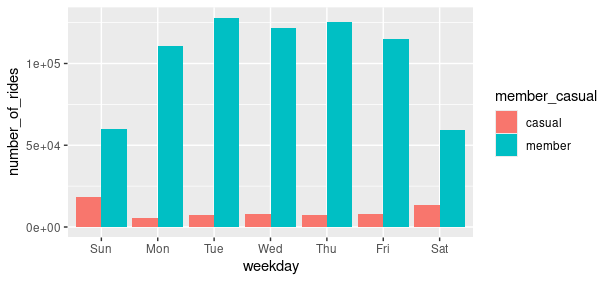 number_of_rides
1e+05
5e+04
0e+00
Sun Mon Tue Wed Thu Fri Sat
weekday
member_casual
casual
member